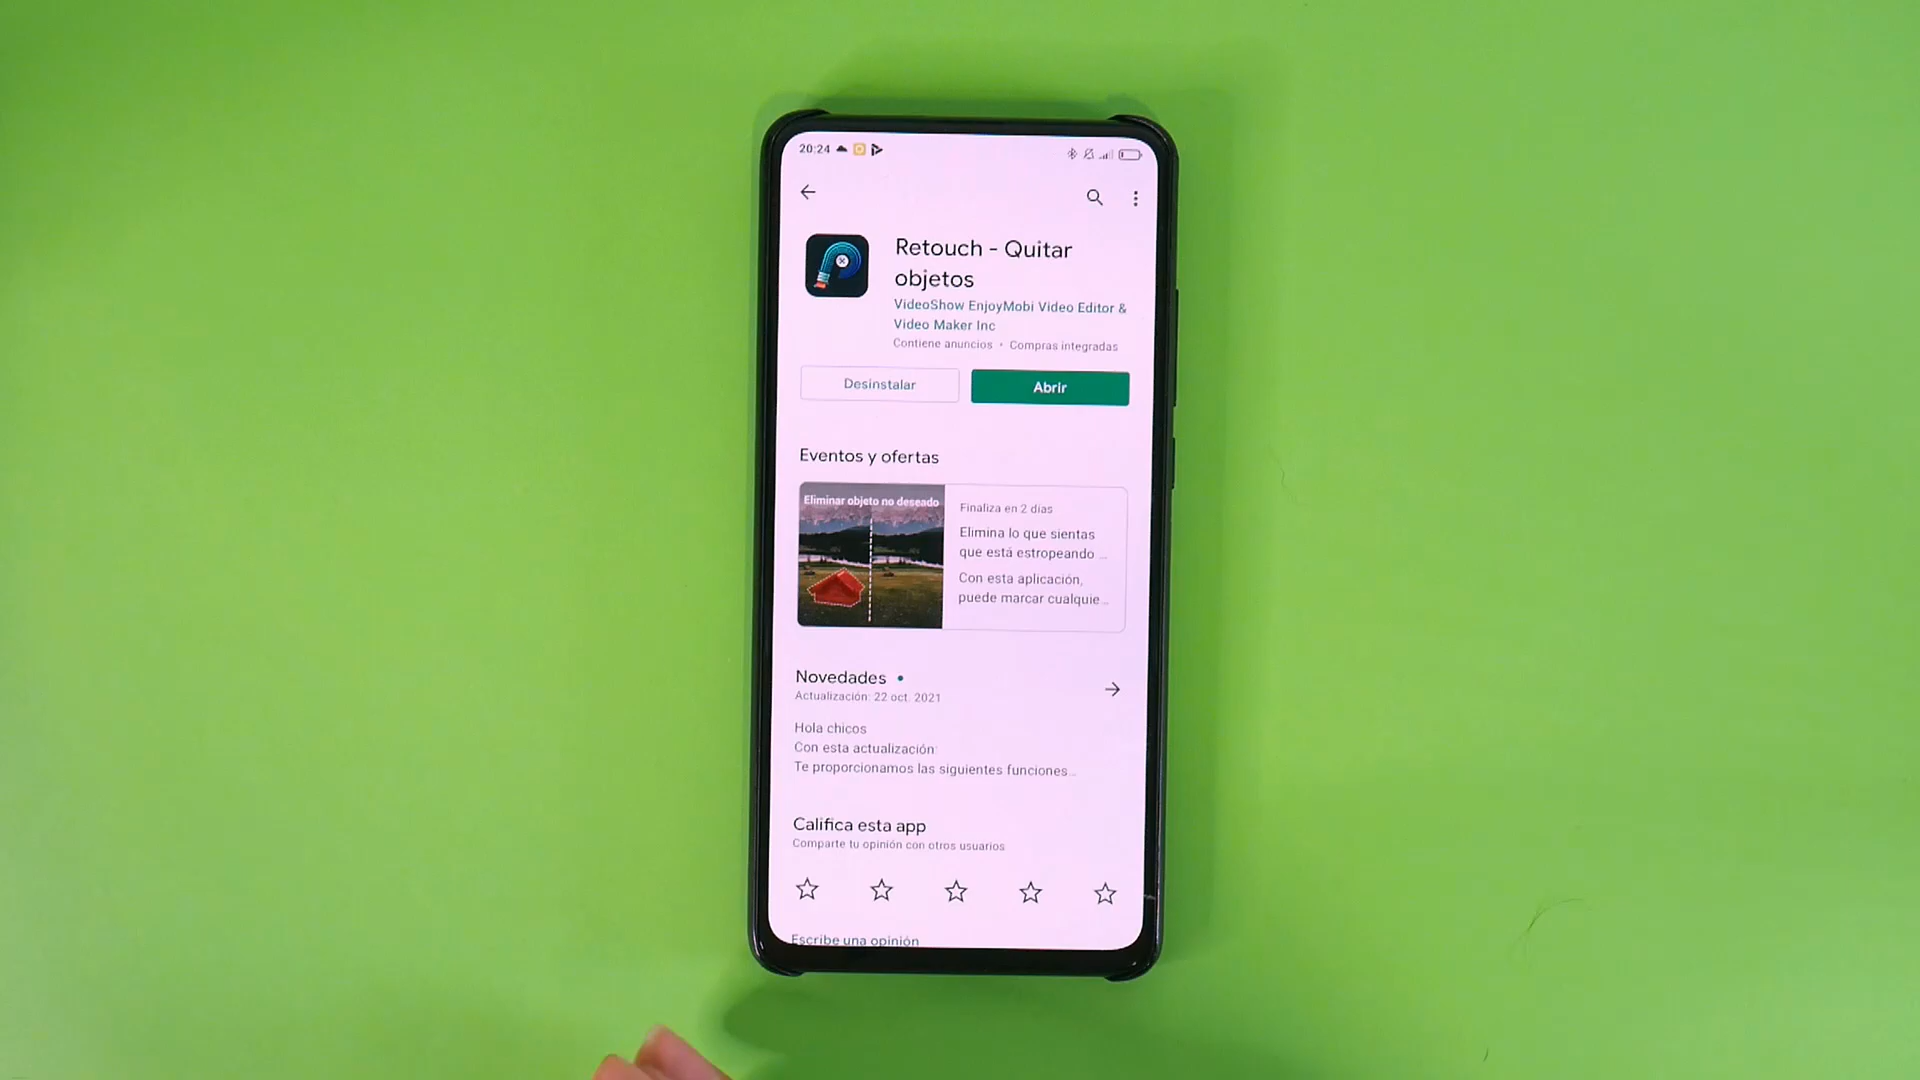 20:24
Retouch - Quitar
objetos
VideoShow EnjoyMobi Video Editor &
Video Maker Inc
Contiene anuncios • Compras integradas
Desinstalar
Abrir
Eventos y ofertas
Eliminar objeto no deseado
Finaliza en 2 días
Elimina lo que sientas
que está estropeando ...
Con esta aplicación,
puede marcar cualquie...
Novedades •
Actualización: 22 oct. 2021
Hola chicos
Con esta actualización:
Te proporcionamos las siguientes funciones...
Califica esta app
Comparte tu opinión con otros usuarios
Escribe una opinión